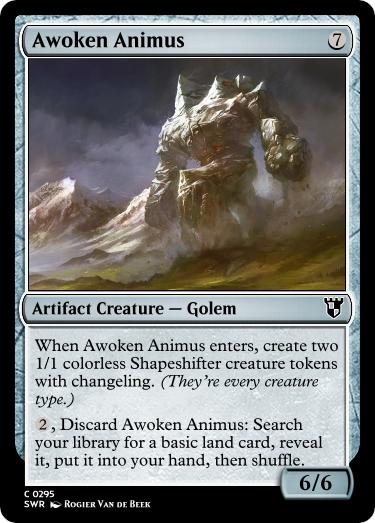 Awoken Animus 7
Artifact Creature — Golem
When Awoken Animus enters, create two
1/1 colorless Shapeshifter creature tokens
with changeling. (They're every creature
type.)
2, Discard Awoken Animus: Search
your library for a basic land card, reveal
it, put it into your hand, then shuffle.
6/6
C 0295
SWR Rogier Van de Beek